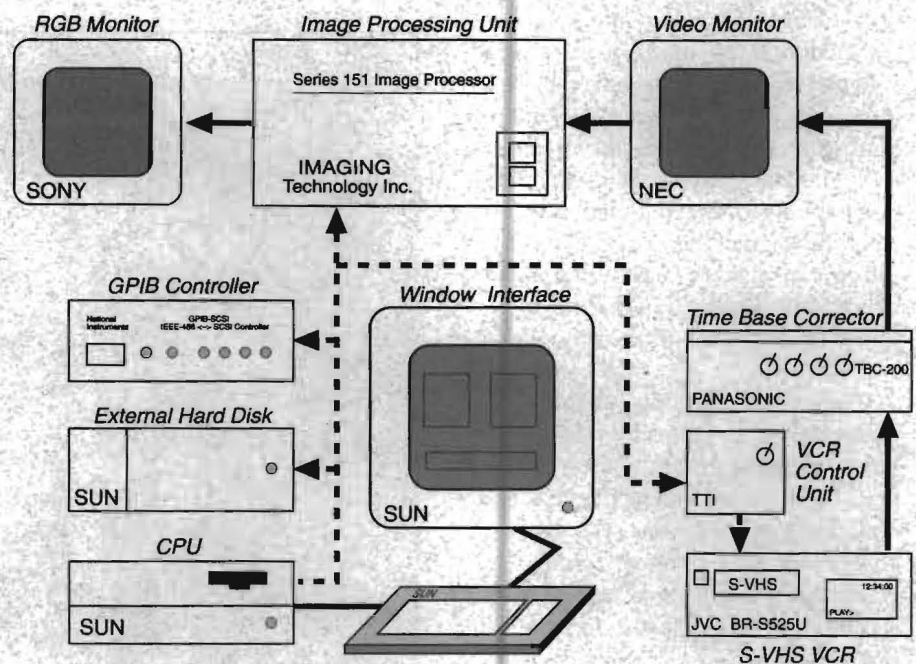 RGB Monitor
Image Processing Unit
Video Monitor
Series 151 Image Processor
IMAGING
Technology Inc.
SONY
NEC
GPIB Controller
Window Interface
National
Instruments
GPIB-SCSI
IEEE-488 <-> SCSI Controller
Time Base Corrector
TBC-200
PANASONIC
External Hard Disk
SUN
VCR
Control
Unit
TTI
SUN
CPU
SUN
SUN
S-VHS
12:34:00
PLAY>
JVC BR-S525U
S-VHS VCR